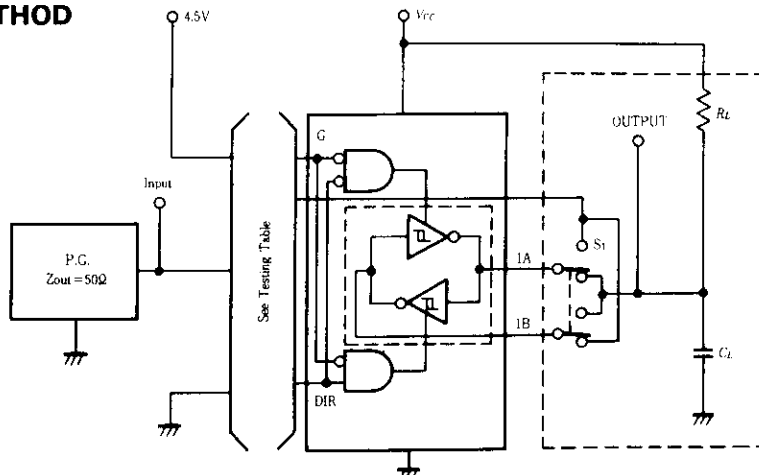 THOD
4.5V
Vcc
G
RL
OUTPUT
Input
See Testing Table
P.G.
Zout=50Ω
S1
1A
1B
CL
DIR